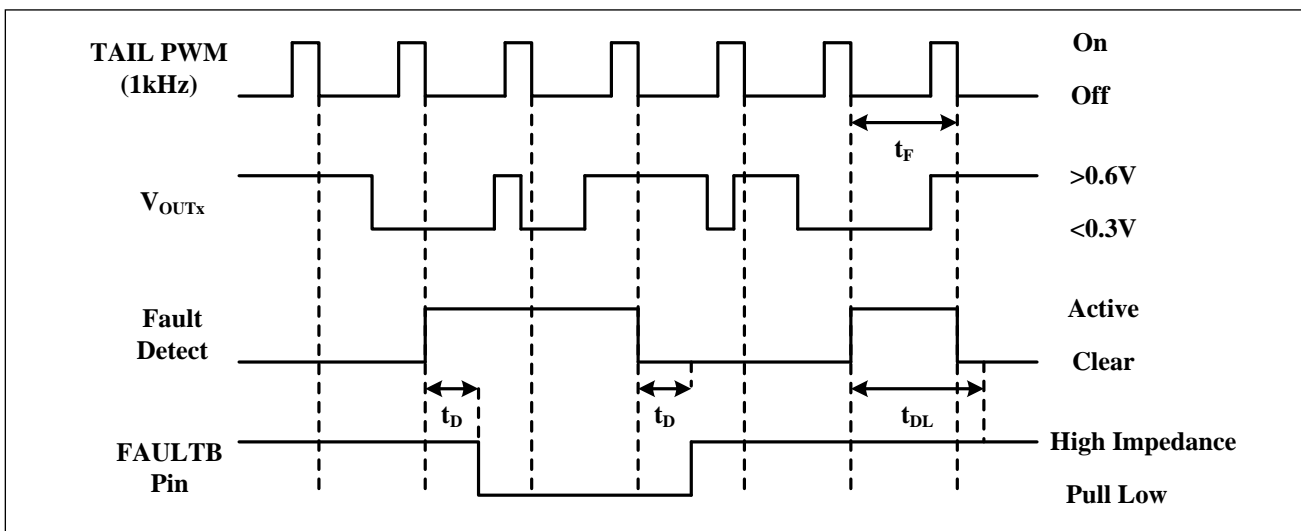 TAIL PWM
(1kHz)
On
Off
t_F
V_OUTx
>0.6V
<0.3V
Fault
Detect
Active
Clear
t_D
t_D
t_DL
FAULTB
Pin
High Impedance
Pull Low